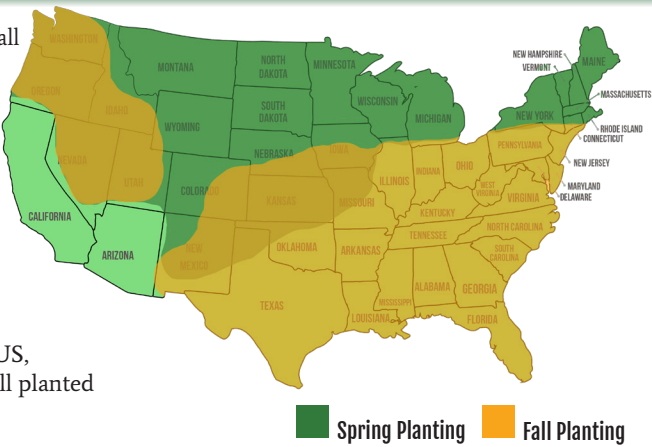 all
WASHINGTON
MONTANA
NORTH
DAKOTA
MINNESOTA
NEW HAMPSHIRE
VERMONT
MAINE
OREGON
IDAHO
WYOMING
SOUTH
DAKOTA
WISCONSIN
MICHIGAN
NEW YORK
MASSACHUSETTS
RHODE ISLAND
CONNECTICUT
NEVADA
UTAH
COLORADO
NEBRASKA
IOWA
ILLINOIS
INDIANA
OHIO
PENNSYLVANIA
NEW JERSEY
MARYLAND
DELAWARE
CALIFORNIA
ARIZONA
NEW
MEXICO
KANSAS
MISSOURI
WEST
VIRGINIA
VIRGINIA
KENTUCKY
NORTH CAROLINA
TENNESSEE
SOUTH
CAROLINA
OKLAHOMA
ARKANSAS
MISSISSIPPI
ALABAMA
GEORGIA
TEXAS
LOUISIANA
FLORIDA
US,
ll planted
Spring Planting
Fall Planting